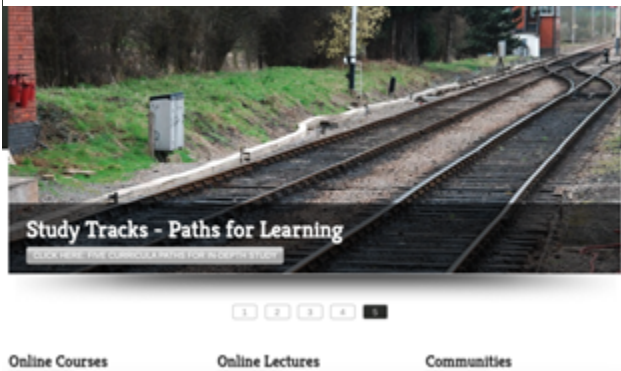 Study Tracks - Paths for Learning
CLICK HERE: FIVE CURRICULA PATHS FOR IN-DEPTH STUDY
1 2 3 4 5
Online Courses Online Lectures Communities